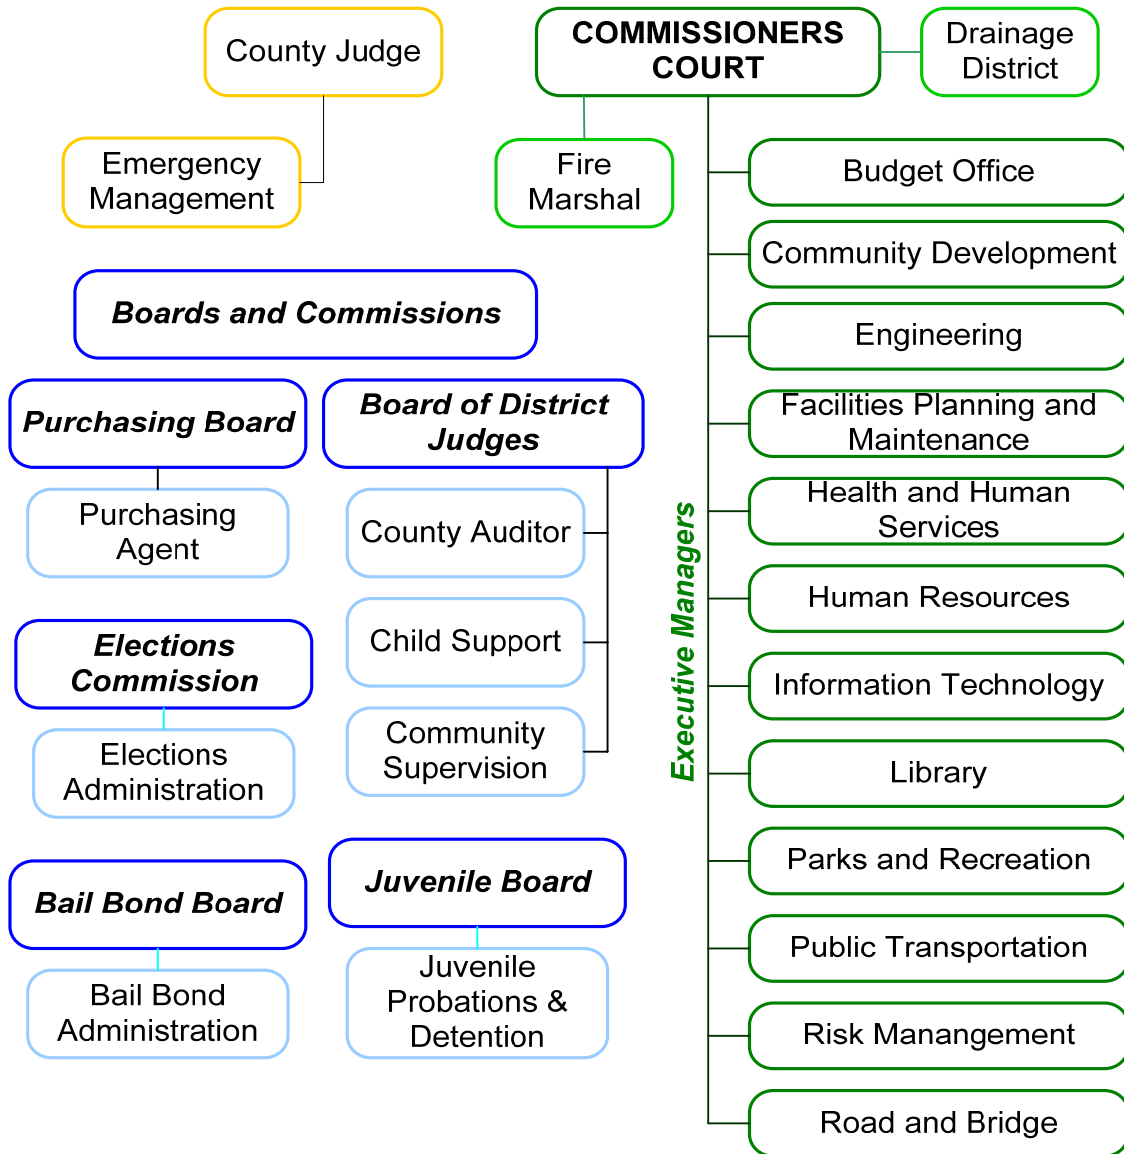 County Judge
COMMISSIONERS
COURT
Drainage
District
Emergency
Management
Fire
Marshal
Boards and Commissions
Purchasing Board
Purchasing
Agent
Board of District
Judges
County Auditor
Child Support
Community
Supervision
Elections
Commission
Elections
Administration
Bail Bond Board
Bail Bond
Administration
Juvenile Board
Juvenile
Probations &
Detention
Executive Managers
Budget Office
Community Development
Engineering
Facilities Planning and
Maintenance
Health and Human
Services
Human Resources
Information Technology
Library
Parks and Recreation
Public Transportation
Risk Manangement
Road and Bridge